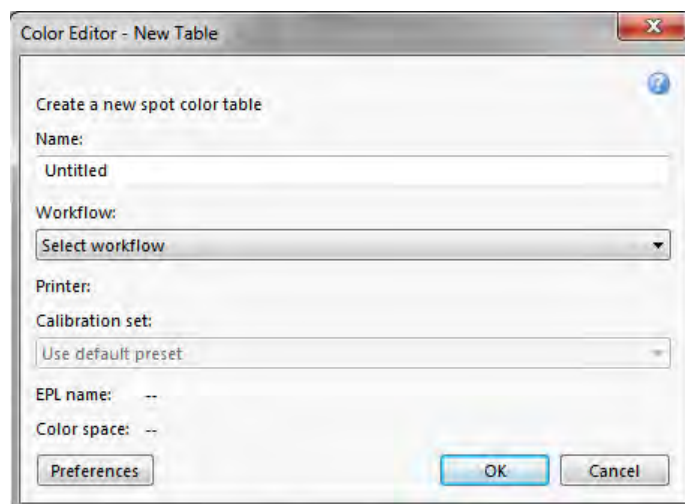 Color Editor - New Table
Create a new spot color table
Name:
Untitled
Workflow:
Select workflow
Printer:
Calibration set:
Use default preset
EPL name: --
Color space: --
Preferences OK Cancel